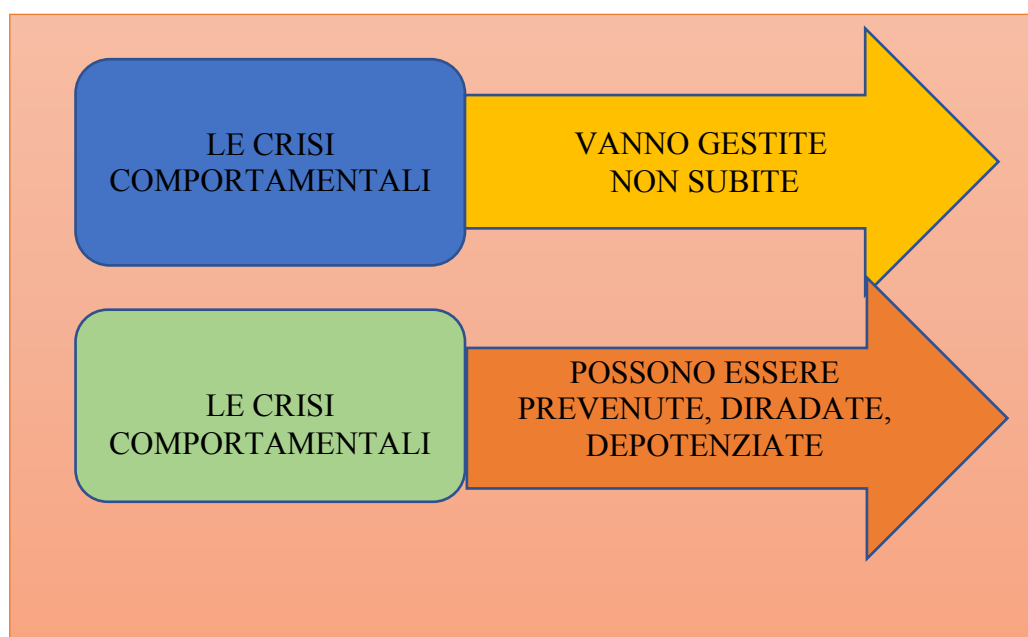 LE CRISI
COMPORTAMENTALI
VANNO GESTITE
NON SUBITE
LE CRISI
COMPORTAMENTALI
POSSONO ESSERE
PREVENUTE, DIRADATE,
DEPOTENZIATE